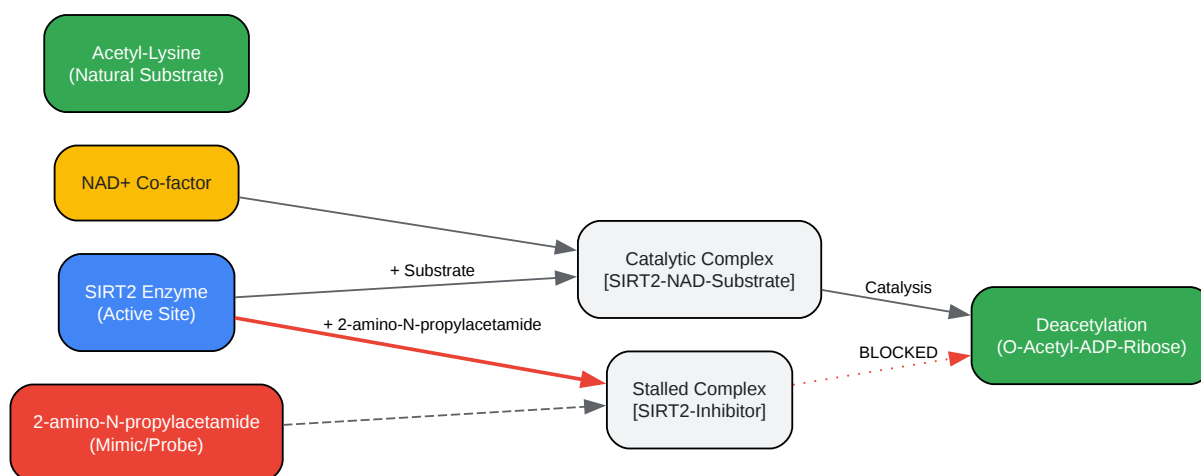 Acetyl-Lysine
(Natural Substrate)
NAD+ Co-factor
SIRT2 Enzyme
(Active Site)
2-amino-N-propylacetamide
(Mimic/Probe)
+ Substrate
+ 2-amino-N-propylacetamide
Catalytic Complex
[SIRT2-NAD-Substrate]
Stalled Complex
[SIRT2-Inhibitor]
Catalysis
BLOCKED
Deacetylation
(O-Acetyl-ADP-Ribose)